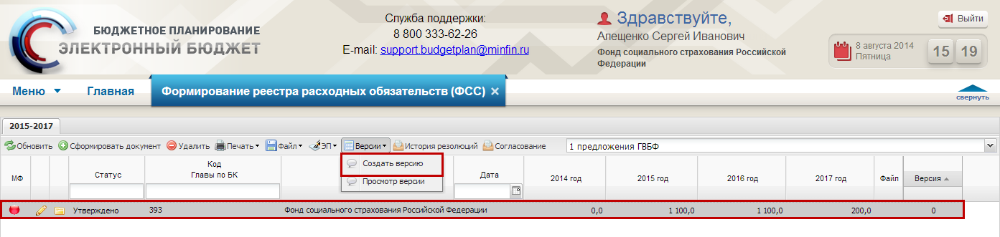 БЮДЖЕТНОЕ ПЛАНИРОВАНИЕ
ЭЛЕКТРОННЫЙ БЮДЖЕТ
Служба поддержки:
8 800 333-62-26
E-mail: support.budgetplan@minfin.ru
Здравствуйте,
Алещенко Сергей Иванович
Фонд социального страхования Российской
Федерации
Выйти
8 августа 2014
Пятница
15 19
Меню
Главная
Формирование реестра расходных обязательств (ФСС)
свернуть
2015-2017
Обновить Сформировать документ Удалить Печать Файл ЭП Версии История резолюций Согласование 1 предложения ГВБФ
Создать версию
Просмотр версии
МФ Статус Код Главы по БК Дата 2014 год 2015 год 2016 год 2017 год Файл Версия
Утверждено 393 Фонд социального страхования Российской Федерации 0,0 1 100,0 1 100,0 200,0 0